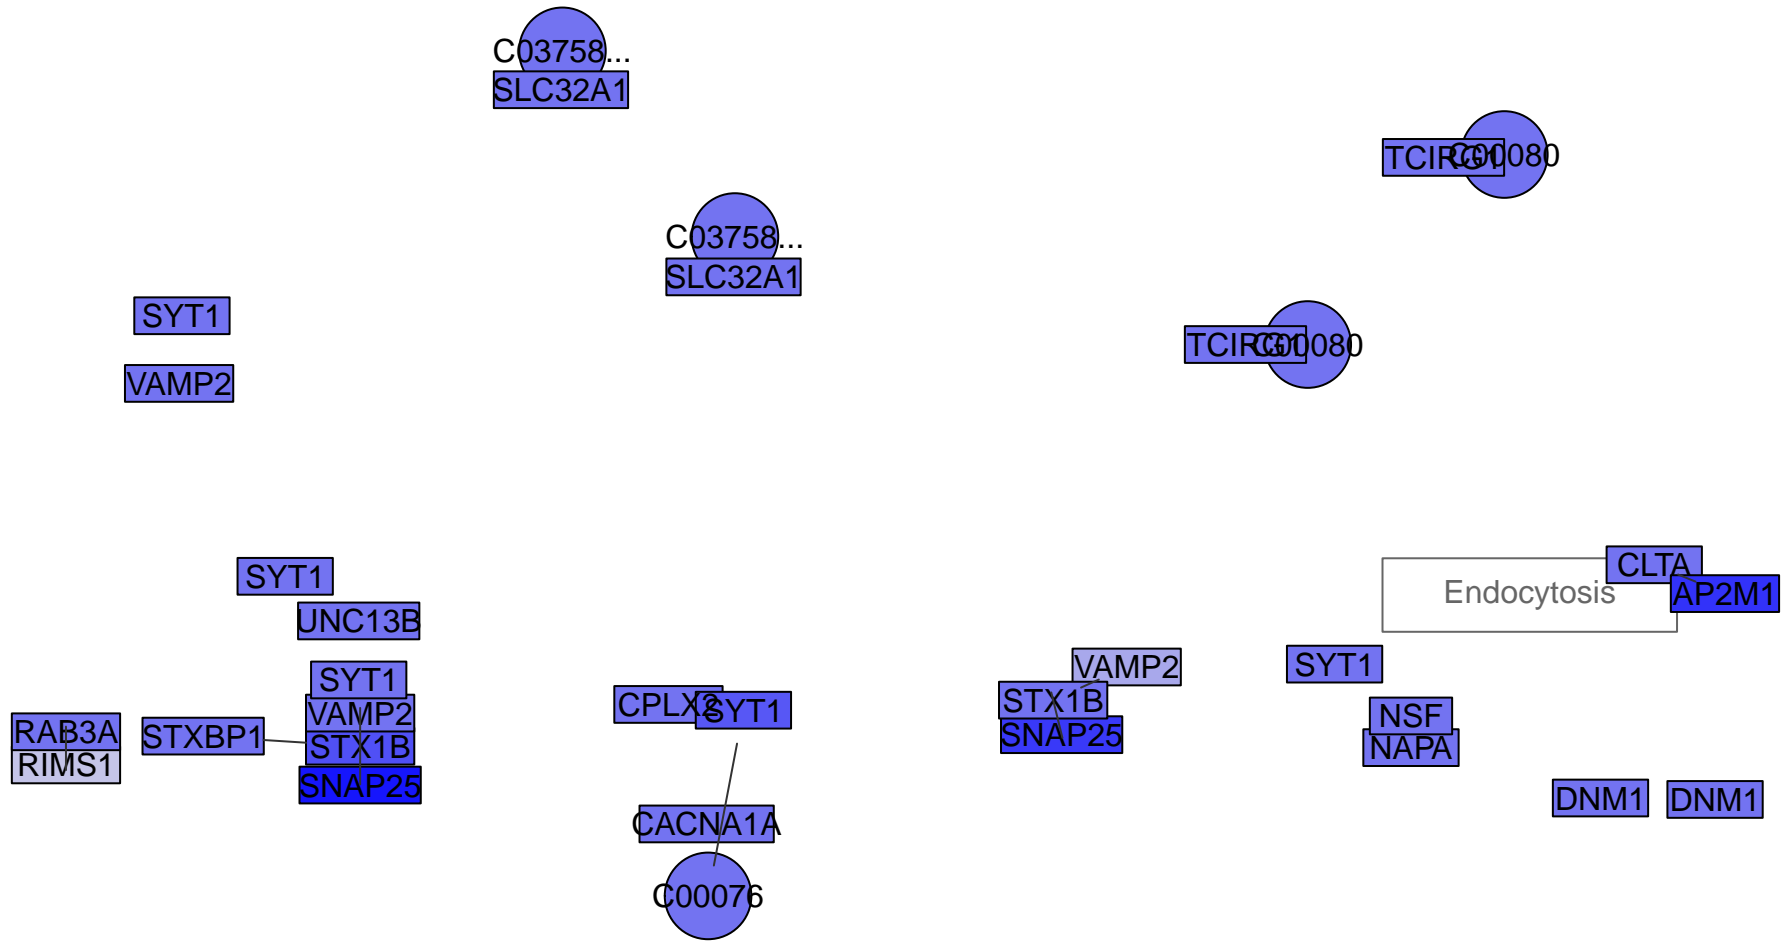 C03758...
SLC32A1
TCIRG1
C00080
C03758...
SLC32A1
SYT1
TCIRG1
C00080
VAMP2
SYT1
UNC13B
CLTA
Endocytosis
AP2M1
SYT1
VAMP2
STX1B
SNAP25
STXBP1
RAB3A
RIMS1
CPLX2
SYT1
VAMP2
STX1B
SNAP25
SYT1
NSF
NAPA
DNM1
DNM1
CACNA1A
C00076